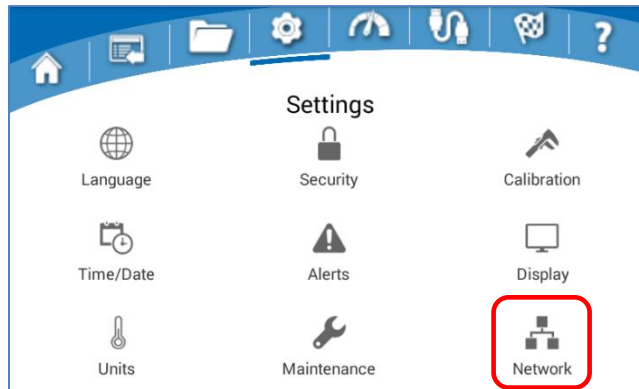 ?
Settings
Language Security Calibration
Time/Date Alerts Display
Units Maintenance Network